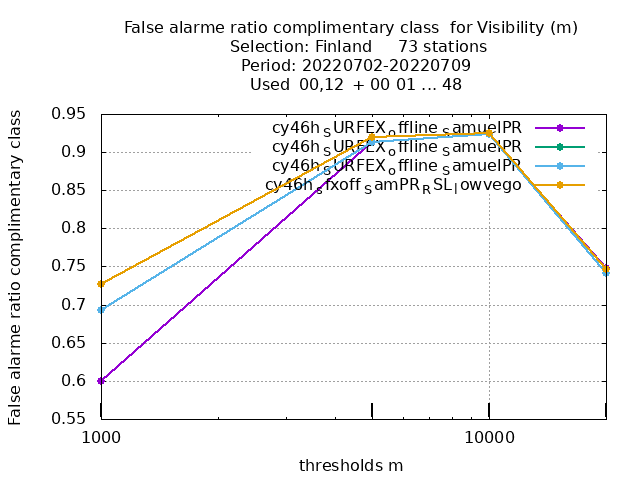 False alarme ratio complimentary class for Visibility (m)
Selection: Finland 73 stations
Period: 20220702-20220709
Used 00,12 + 00 01 ... 48
False alarme ratio complimentary class
0.95
0.9
0.85
0.8
0.75
0.7
0.65
0.6
0.55
cy46h_SURFEX_offline_SamuelPR
cy46h_SURFEX_offline_SamuelPR
cy46h_SURFEX_offline_SamuelPR
cy46h_sfxoff_SamPR_RSL_lowvego
1000
10000
thresholds m